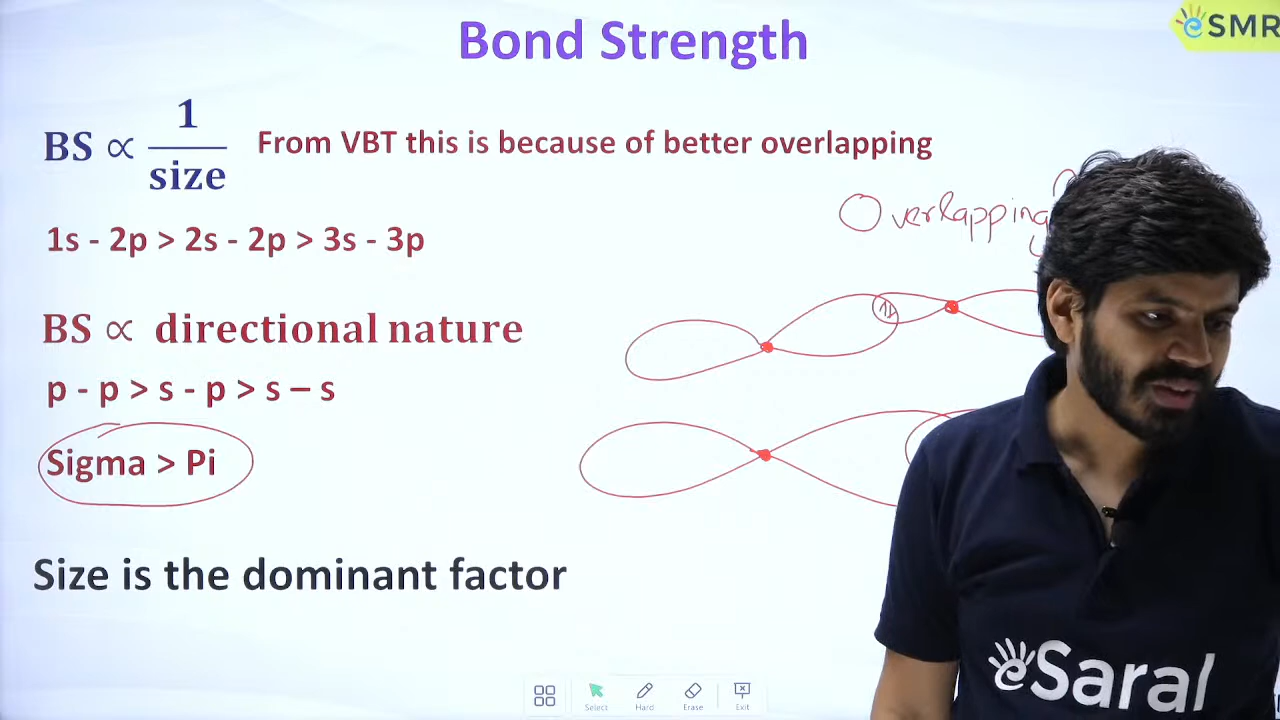 Bond Strength
eSMR
BS ∝ 1/size From VBT this is because of better overlapping
Overlapping
1s - 2p > 2s - 2p > 3s - 3p
BS ∝ directional nature
p - p > s - p > s – s
Sigma > Pi
Size is the dominant factor
eSaral
Select Hard Erase Exit